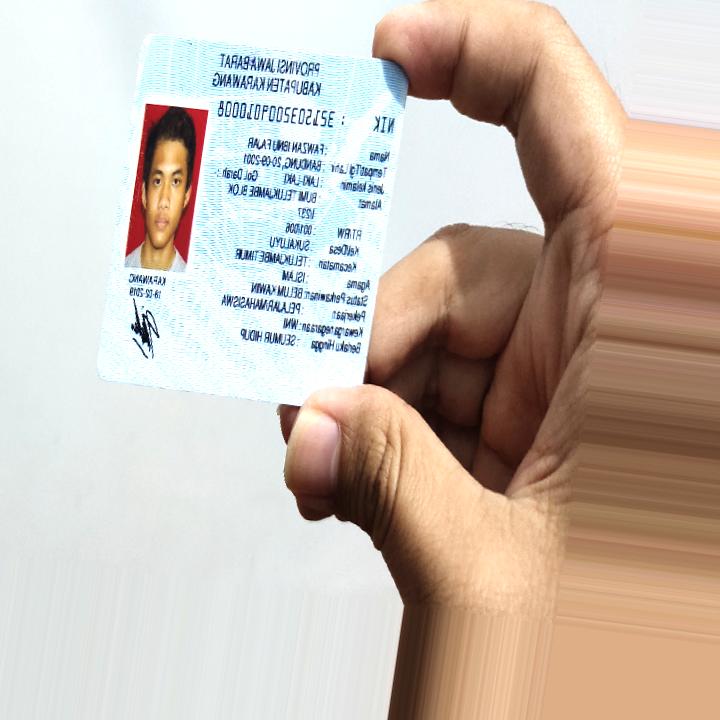 PROVINSI JAWA BARAT
KABUPATEN KARAWANG
NIK : 3215032009010008
Nama : FAWZAN IBNU FAJAR
Tempat/Tgl Lahir : BANDUNG, 20-09-2001
Jenis Kelamin : LAKI-LAKI Gol. Darah :
Alamat : BUMI TELUKJAMBE BLOK
RT/RW : 001/006
Kel/Desa : SUKALUYU
Kecamatan : TELUKJAMBE TIMUR
Agama : ISLAM
Status Perkawinan: BELUM KAWIN
Pekerjaan : PELAJAR/MAHASISWA
Kewarganegaraan: WNI
Berlaku Hingga : SEUMUR HIDUP
KARAWANG
18-02-2019